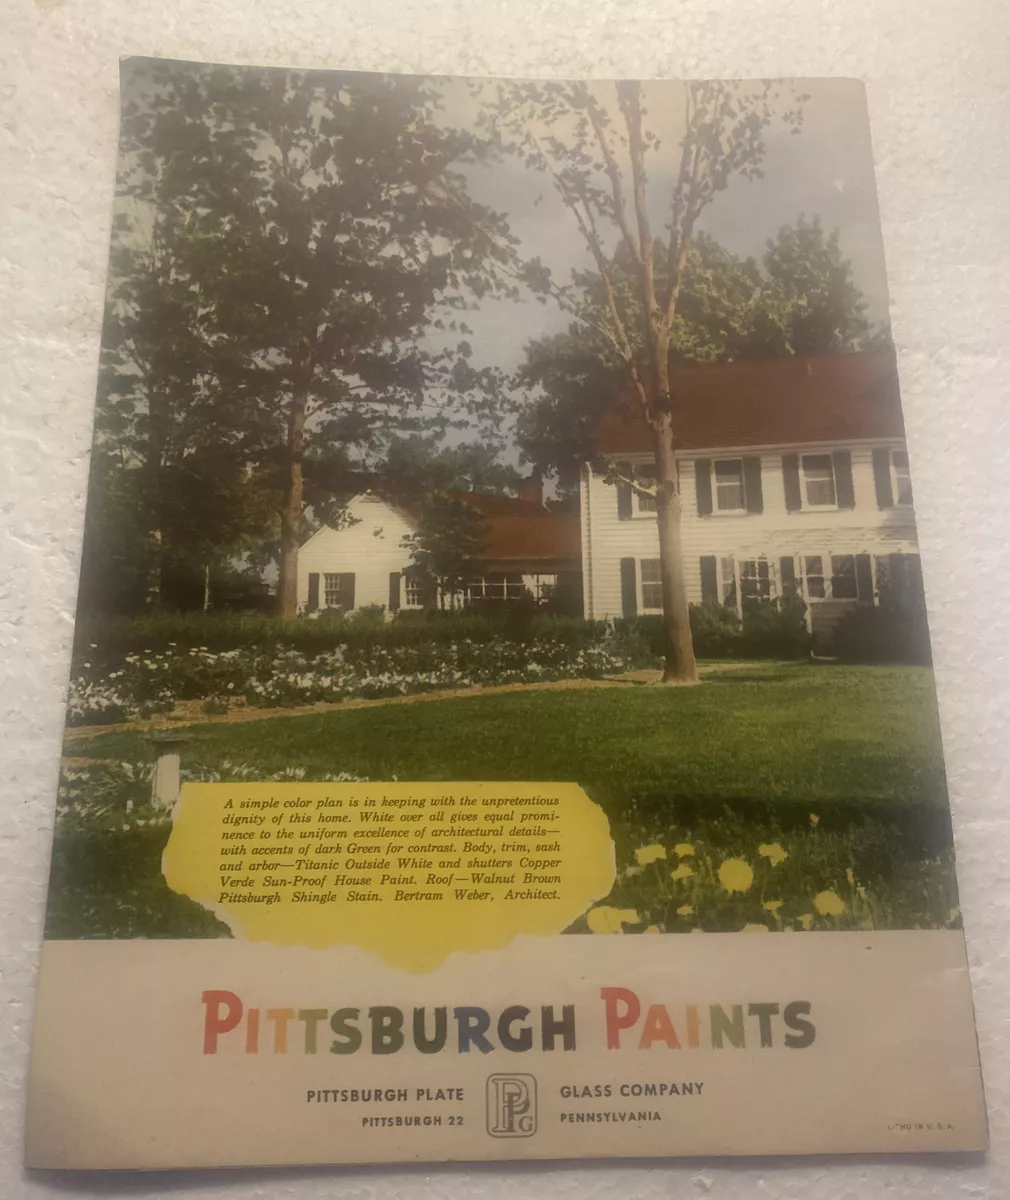 A simple color plan is in keeping with the unpretentious
dignity of this home. White over all gives equal promi-
nence to the uniform excellence of architectural details—
with accents of dark Green for contrast. Body, trim, sash
and arbor—Titanic Outside White and shutters Copper
Verde Sun-Proof House Paint. Roof—Walnut Brown
Pittsburgh Shingle Stain. Bertram Weber, Architect.
PITTSBURGH PAINTS
PITTSBURGH PLATE PPG GLASS COMPANY
PITTSBURGH 22 PENNSYLVANIA
LITHO IN U. S. A.